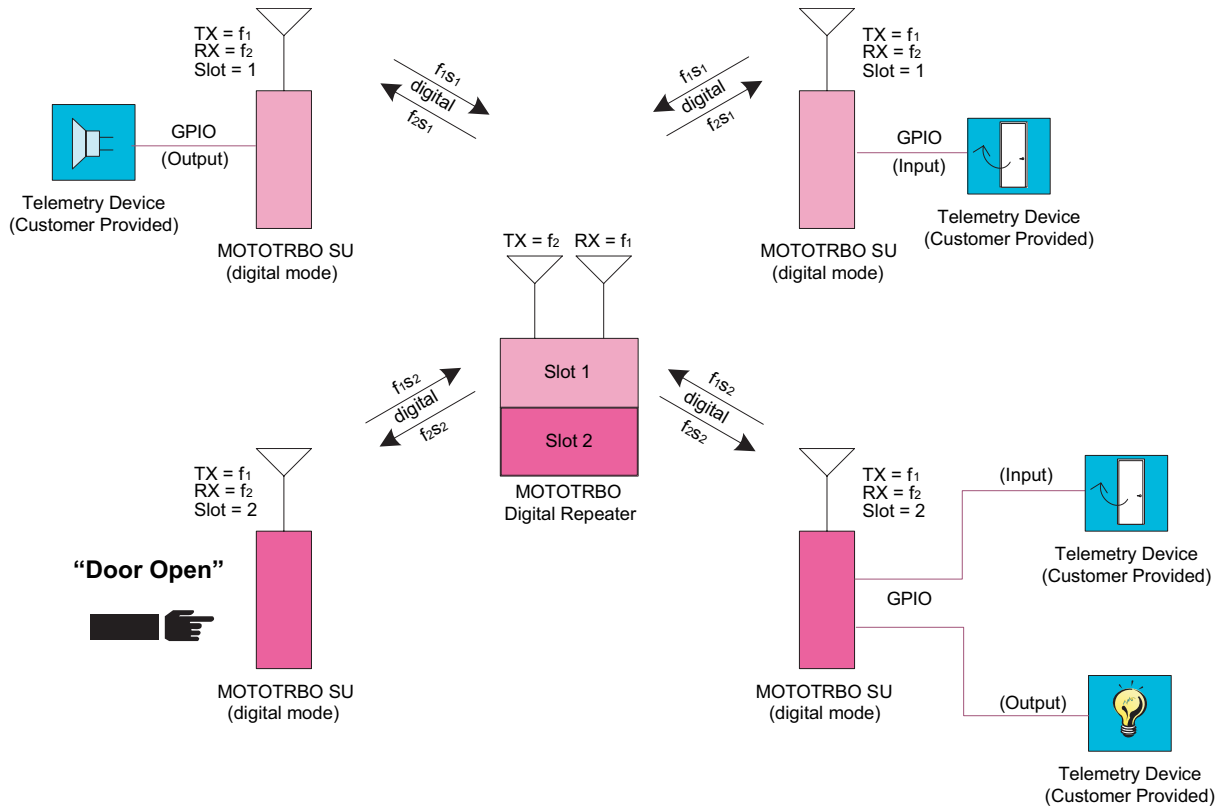 TX = f₁
RX = f₂
Slot = 1
f₁s₁
digital
f₂s₁
GPIO
(Output)
Telemetry Device
(Customer Provided)
MOTOTRBO SU
(digital mode)
f₁s₁
digital
f₂s₁
TX = f₁
RX = f₂
Slot = 1
GPIO
(Input)
Telemetry Device
(Customer Provided)
MOTOTRBO SU
(digital mode)
TX = f₂ RX = f₁
Slot 1
Slot 2
MOTOTRBO
Digital Repeater
f₁s₂
digital
f₂s₂
TX = f₁
RX = f₂
Slot = 2
“Door Open”
MOTOTRBO SU
(digital mode)
f₁s₂
digital
f₂s₂
TX = f₁
RX = f₂
Slot = 2
(Input)
Telemetry Device
(Customer Provided)
GPIO
MOTOTRBO SU
(digital mode)
(Output)
Telemetry Device
(Customer Provided)